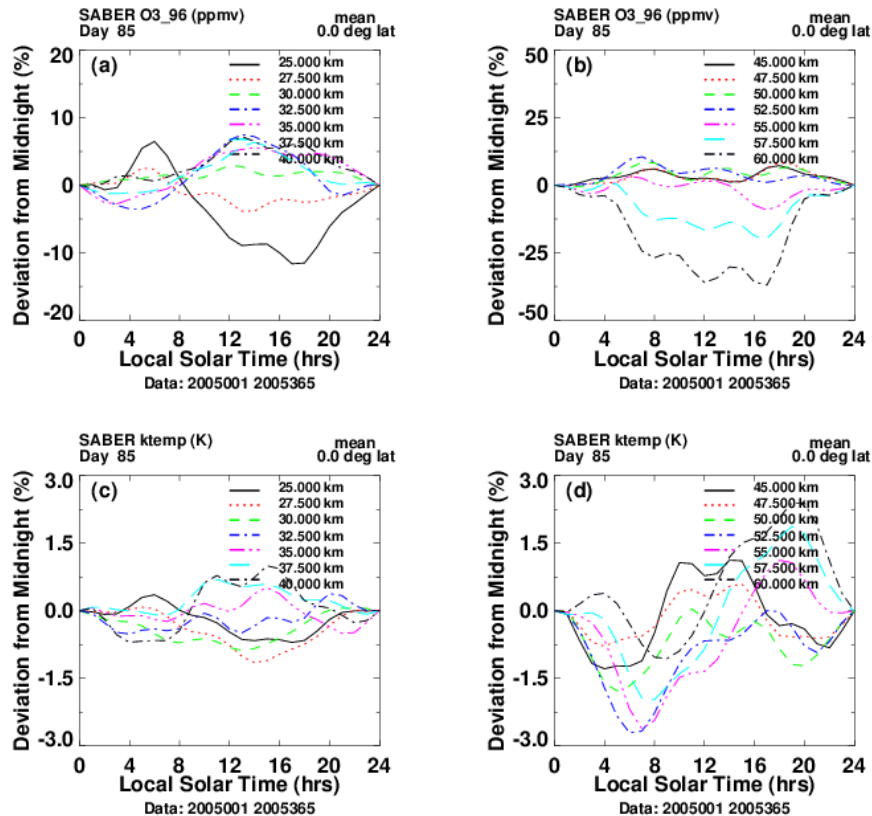 SABER O3_96 (ppmv) mean
Day 85 0.0 deg lat
(a)
Deviation from Midnight (%)
20
10
0
-10
-20
25.000 km
27.500 km
30.000 km
32.500 km
35.000 km
37.500 km
40.000 km
0 4 8 12 16 20 24
Local Solar Time (hrs)
Data: 2005001 2005365
SABER O3_96 (ppmv) mean
Day 85 0.0 deg lat
(b)
Deviation from Midnight (%)
50
25
0
-25
-50
45.000 km
47.500 km
50.000 km
52.500 km
55.000 km
57.500 km
60.000 km
0 4 8 12 16 20 24
Local Solar Time (hrs)
Data: 2005001 2005365
SABER ktemp (K) mean
Day 85 0.0 deg lat
(c)
Deviation from Midnight (%)
3.0
1.5
0.0
-1.5
-3.0
25.000 km
27.500 km
30.000 km
32.500 km
35.000 km
37.500 km
40.000 km
0 4 8 12 16 20 24
Local Solar Time (hrs)
Data: 2005001 2005365
SABER ktemp (K) mean
Day 85 0.0 deg lat
(d)
Deviation from Midnight (%)
3.0
1.5
0.0
-1.5
-3.0
45.000 km
47.500 km
50.000 km
52.500 km
55.000 km
57.500 km
60.000 km
0 4 8 12 16 20 24
Local Solar Time (hrs)
Data: 2005001 2005365